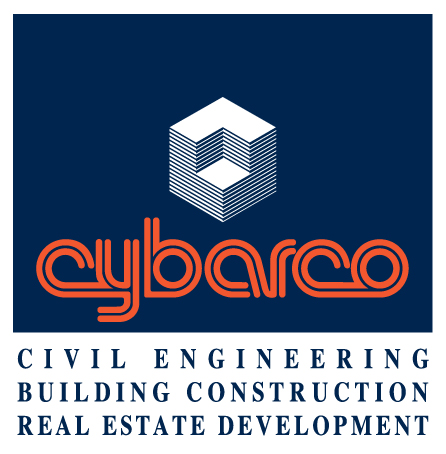 cybarco
CIVIL ENGINEERING
BUILDING CONSTRUCTION
REAL ESTATE DEVELOPMENT